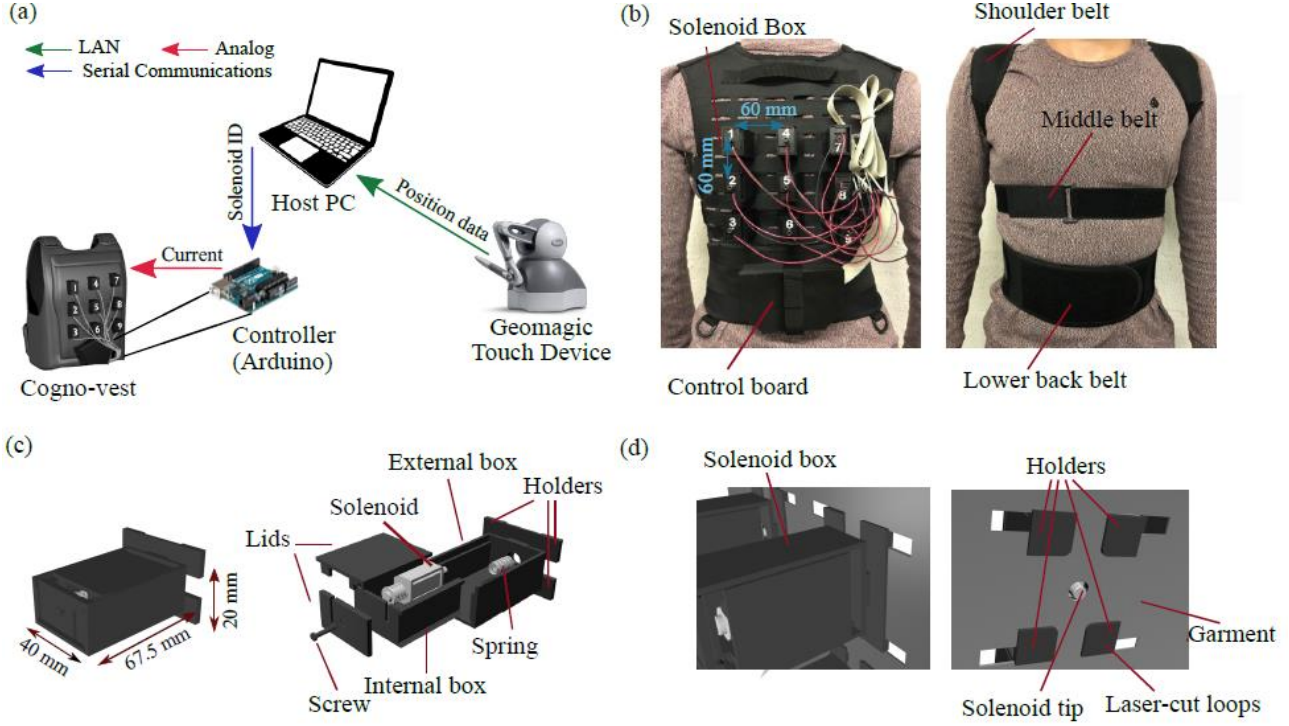 (a)
LAN
Analog
Serial Communications
Solenoid ID
Host PC
Position data
Current
1 4 7
2 5 8
3 6 9
Controller
(Arduino)
Geomagic
Touch Device
Cogno-vest
(b)
Solenoid Box
Shoulder belt
60 mm
60 mm
1 4 7
2 5 8
3 6 9
Middle belt
Control board
Lower back belt
(c)
External box
Holders
Solenoid
Lids
20 mm
40 mm
67.5 mm
Spring
Internal box
Screw
(d)
Solenoid box
Holders
Garment
Solenoid tip
Laser-cut loops